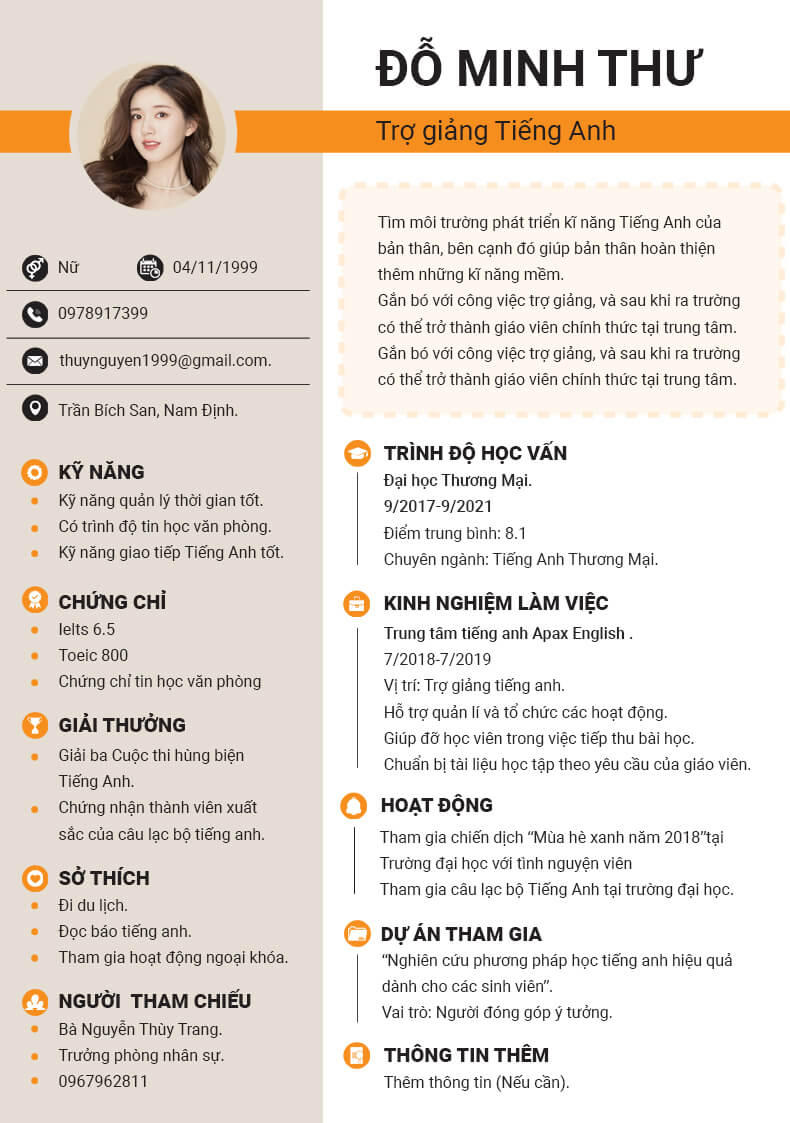 ĐỖ MINH THƯ
Trợ giảng Tiếng Anh
Nữ
04/11/1999
0978917399
thuynguyen1999@gmail.com.
Trần Bích San, Nam Định.
KỸ NĂNG
Kỹ năng quản lý thời gian tốt.
Có trình độ tin học văn phòng.
Kỹ năng giao tiếp Tiếng Anh tốt.
CHỨNG CHỈ
Ielts 6.5
Toeic 800
Chứng chỉ tin học văn phòng
GIẢI THƯỞNG
Giải ba Cuộc thi hùng biện
Tiếng Anh.
Chứng nhận thành viên xuất
sắc của câu lạc bộ tiếng anh.
SỞ THÍCH
Đi du lịch.
Đọc báo tiếng anh.
Tham gia hoạt động ngoại khóa.
NGƯỜI THAM CHIẾU
Bà Nguyễn Thùy Trang.
Trưởng phòng nhân sự.
0967962811
Tìm môi trường phát triển kĩ năng Tiếng Anh của
bản thân, bên cạnh đó giúp bản thân hoàn thiện
thêm những kĩ năng mềm.
Gắn bó với công việc trợ giảng, và sau khi ra trường
có thể trở thành giáo viên chính thức tại trung tâm.
Gắn bó với công việc trợ giảng, và sau khi ra trường
có thể trở thành giáo viên chính thức tại trung tâm.
TRÌNH ĐỘ HỌC VẤN
Đại học Thương Mại.
9/2017-9/2021
Điểm trung bình: 8.1
Chuyên ngành: Tiếng Anh Thương Mại.
KINH NGHIỆM LÀM VIỆC
Trung tâm tiếng anh Apax English .
7/2018-7/2019
Vị trí: Trợ giảng tiếng anh.
Hỗ trợ quản lí và tổ chức các hoạt động.
Giúp đỡ học viên trong việc tiếp thu bài học.
Chuẩn bị tài liệu học tập theo yêu cầu của giáo viên.
HOẠT ĐỘNG
Tham gia chiến dịch “Mùa hè xanh năm 2018”tại
Trường đại học với tình nguyện viên
Tham gia câu lạc bộ Tiếng Anh tại trường đại học.
DỰ ÁN THAM GIA
“Nghiên cứu phương pháp học tiếng anh hiệu quả
dành cho các sinh viên”.
Vai trò: Người đóng góp ý tưởng.
THÔNG TIN THÊM
Thêm thông tin (Nếu cần).